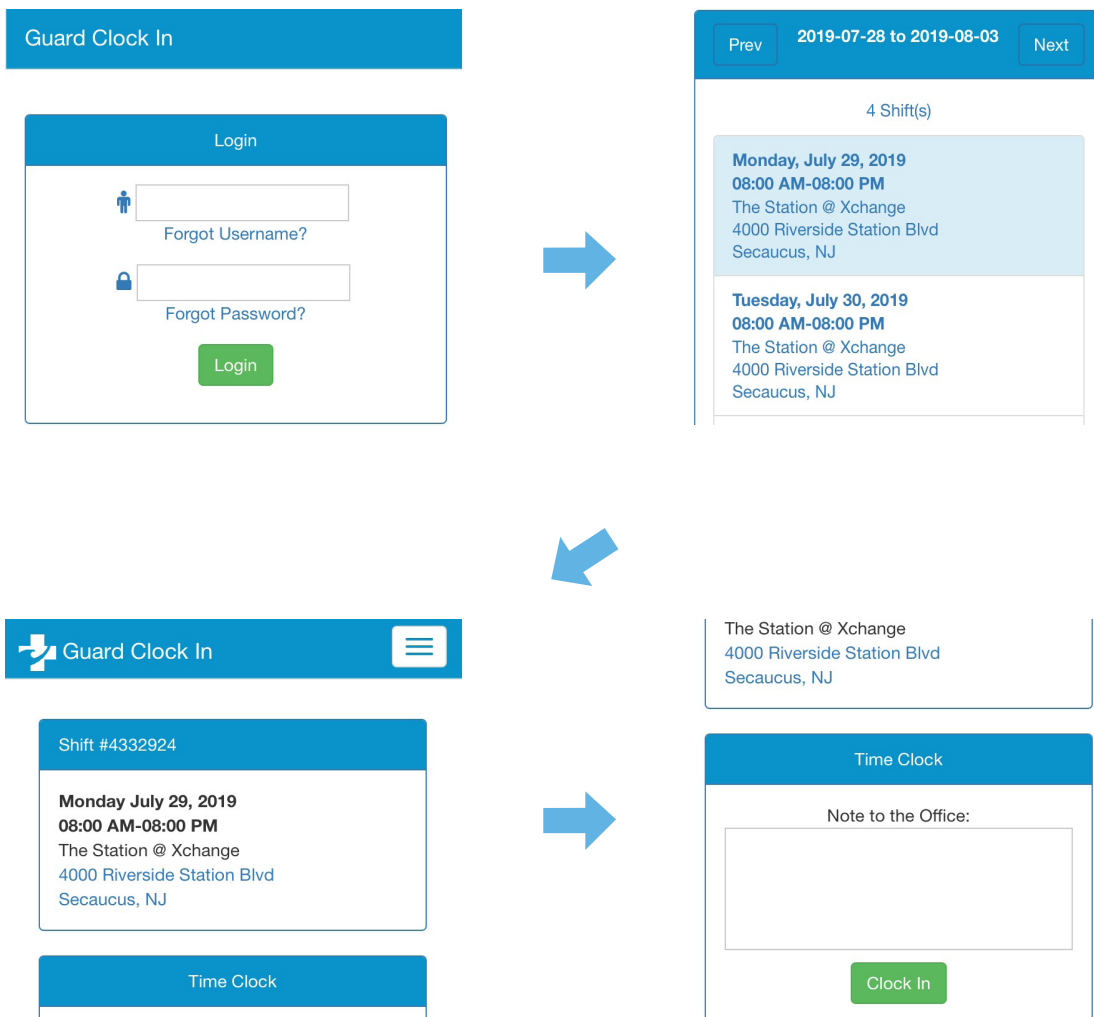 Guard Clock In
Login
Forgot Username?
Forgot Password?
Login
Prev
2019-07-28 to 2019-08-03
Next
4 Shift(s)
Monday, July 29, 2019
08:00 AM-08:00 PM
The Station @ Xchange
4000 Riverside Station Blvd
Secaucus, NJ
Tuesday, July 30, 2019
08:00 AM-08:00 PM
The Station @ Xchange
4000 Riverside Station Blvd
Secaucus, NJ
Guard Clock In
Shift #4332924
Monday July 29, 2019
08:00 AM-08:00 PM
The Station @ Xchange
4000 Riverside Station Blvd
Secaucus, NJ
Time Clock
The Station @ Xchange
4000 Riverside Station Blvd
Secaucus, NJ
Time Clock
Note to the Office:
Clock In